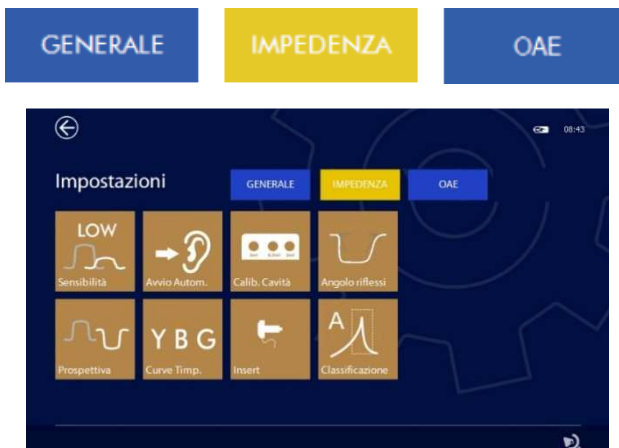 GENERALE IMPEDENZA OAE
08:43
Impostazioni GENERALE IMPEDENZA OAE
LOW
Sensibilità Avvio Autom. Calib. Cavità Angolo riflessi
Y B G A
Prospettiva Curve Timp. Insert Classificazione